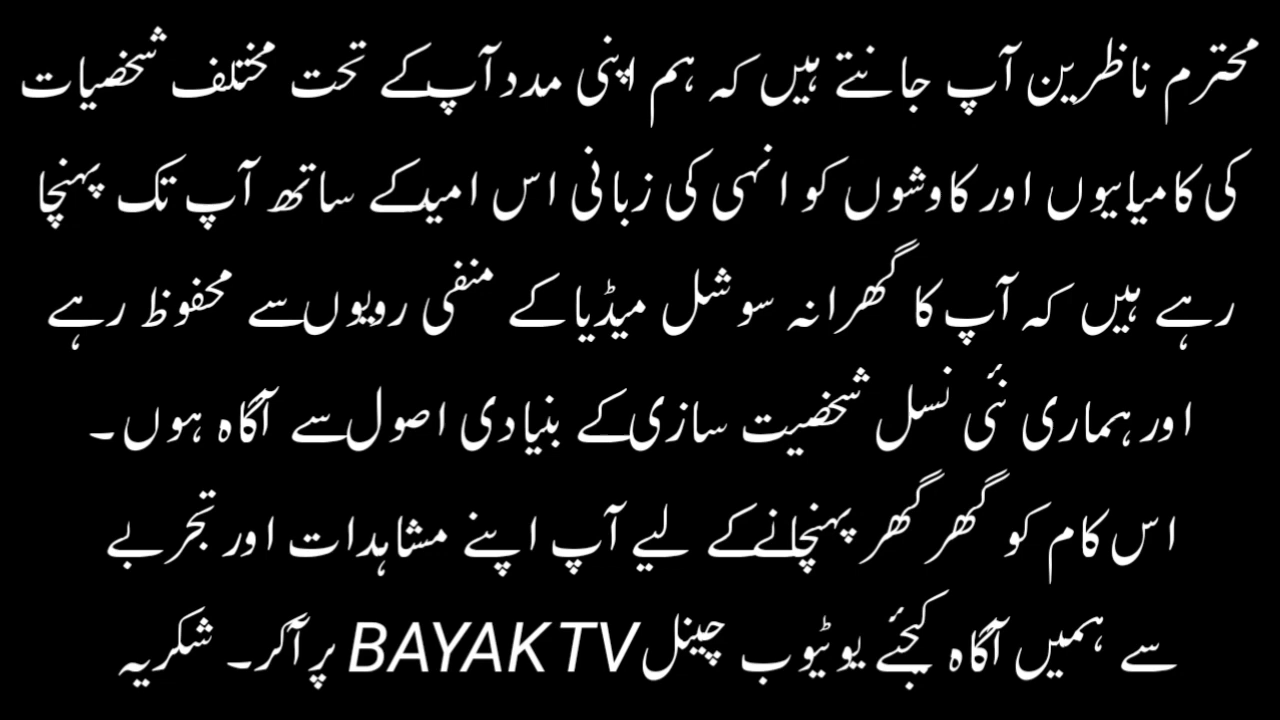 محترم ناظرین آپ جانتے ہیں کہ ہم اپنی مدد آپ کے تحت مختلف شخصیات
کی کامیابیوں اور کاوشوں کو انہی کی زبانی اس امید کے ساتھ آپ تک پہنچا
رہے ہیں کہ آپ کا گھرانہ سوشل میڈیا کے منفی رویوں سے محفوظ رہے
اور ہماری نئی نسل شخصیت سازی کے بنیادی اصول سے آگاہ ہوں۔
اس کام کو گھر گھر پہنچانے کے لیے آپ اپنے مشاہدات اور تجربے
سے ہمیں آگاہ کیجئے یوٹیوب چینل BAYAK TV پر آکر۔ شکریہ